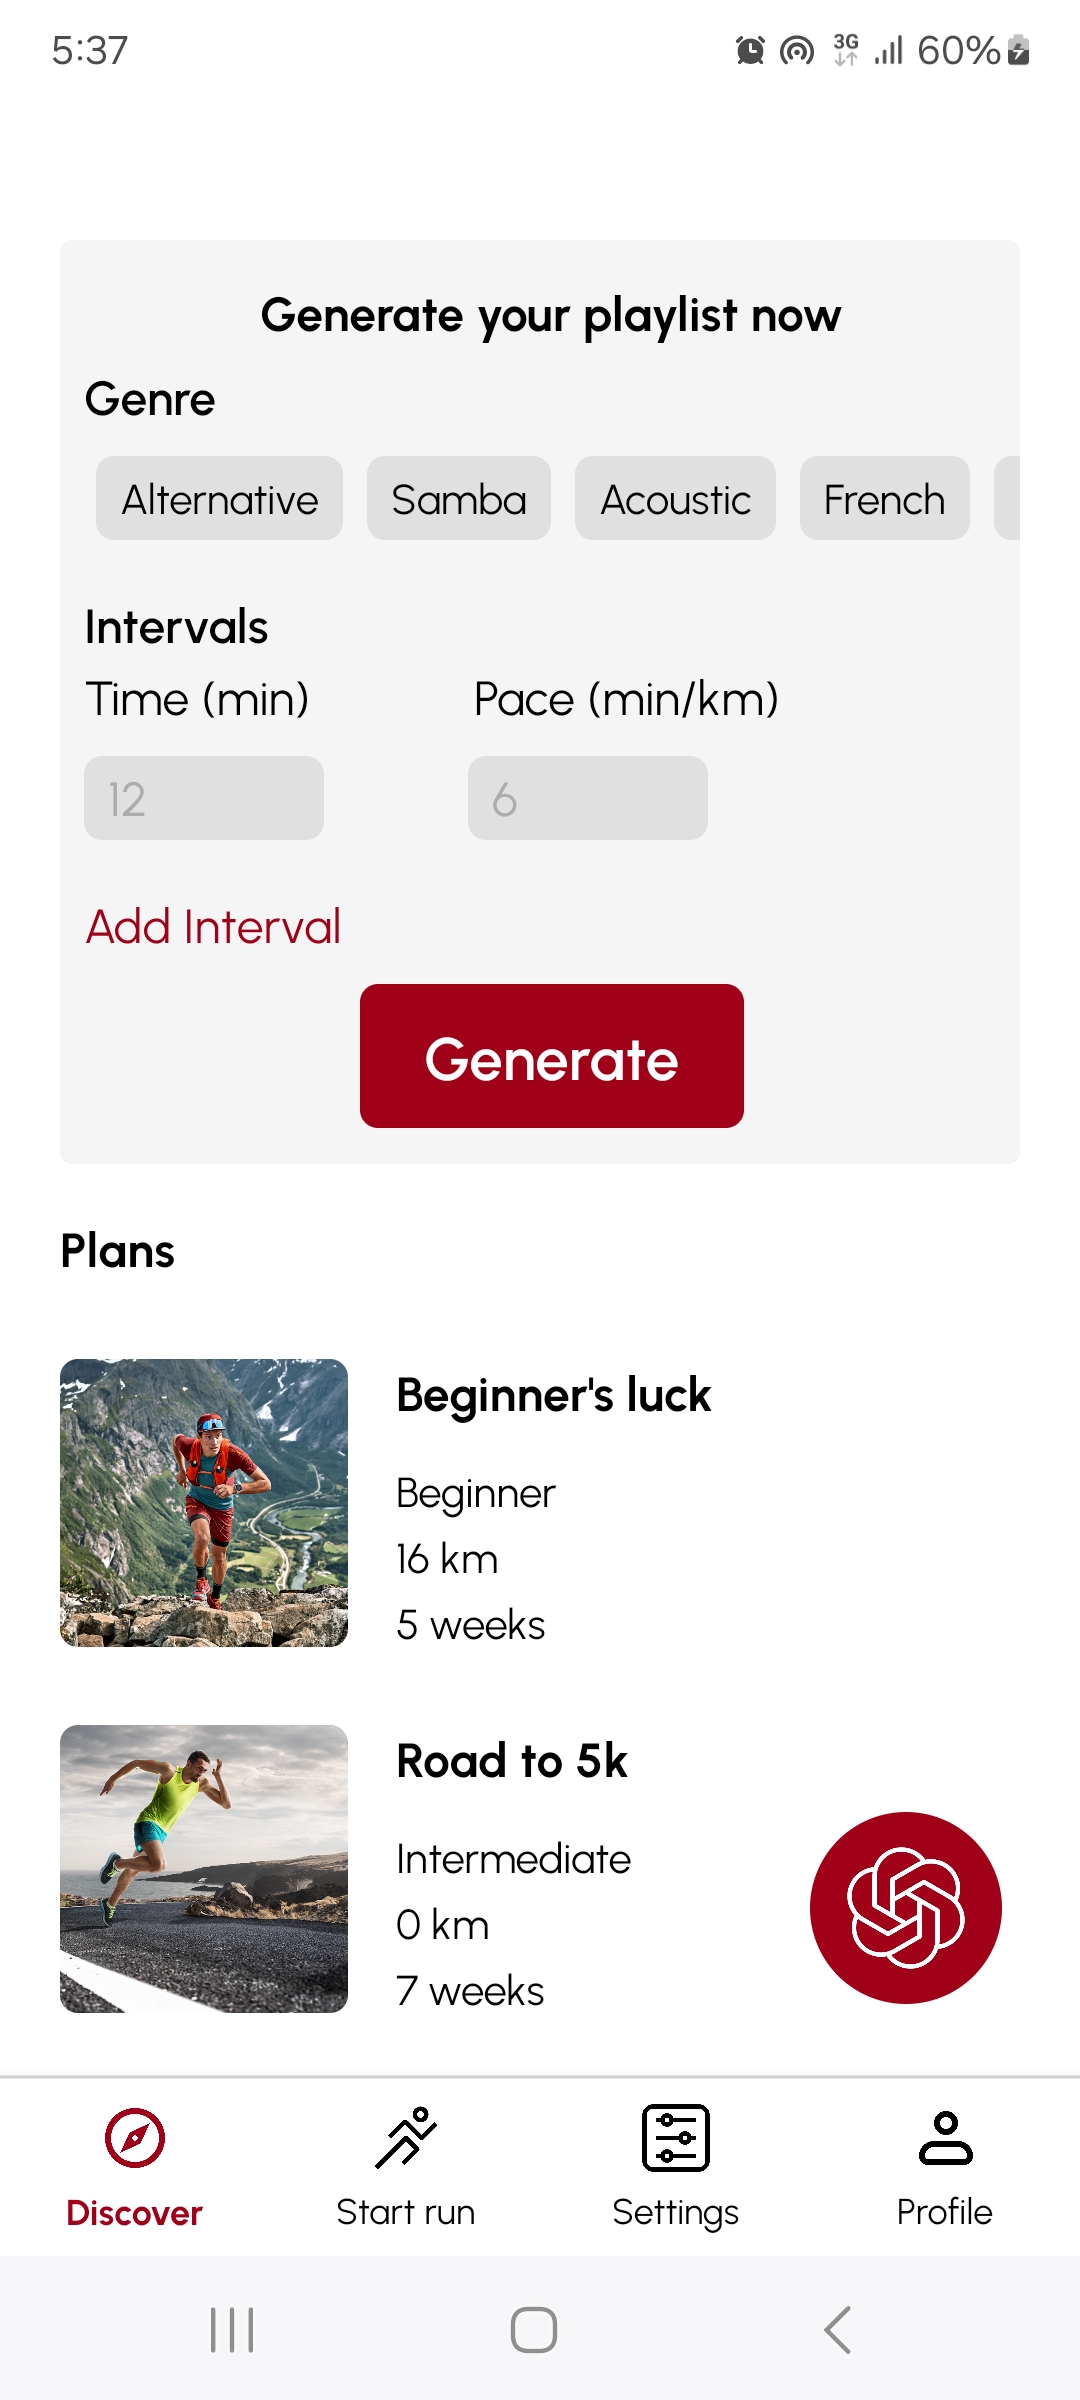 5:37
3G
60%
Generate your playlist now
Genre
Alternative Samba Acoustic French
Intervals
Time (min) Pace (min/km)
12 6
Add Interval
Generate
Plans
Beginner's luck
Beginner
16 km
5 weeks
Road to 5k
Intermediate
0 km
7 weeks
Discover Start run Settings Profile